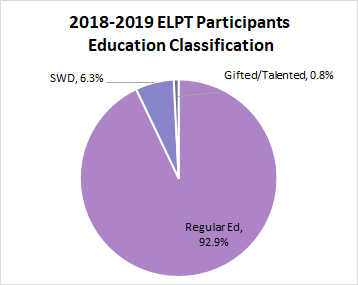 2018-2019 ELPT Participants
Education Classification
SWD, 6.3%
Gifted/Talented, 0.8%
Regular Ed,
92.9%